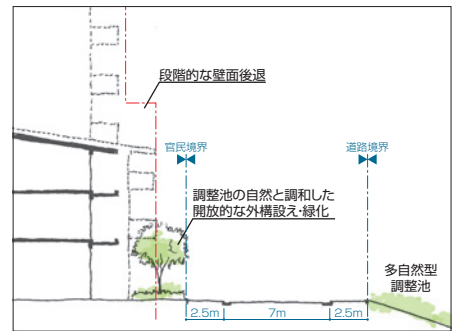 段階的な壁面後退
官民境界
道路境界
調整池の自然と調和した
開放的な外構設え・緑化
多自然型
調整池
2.5m
7m
2.5m